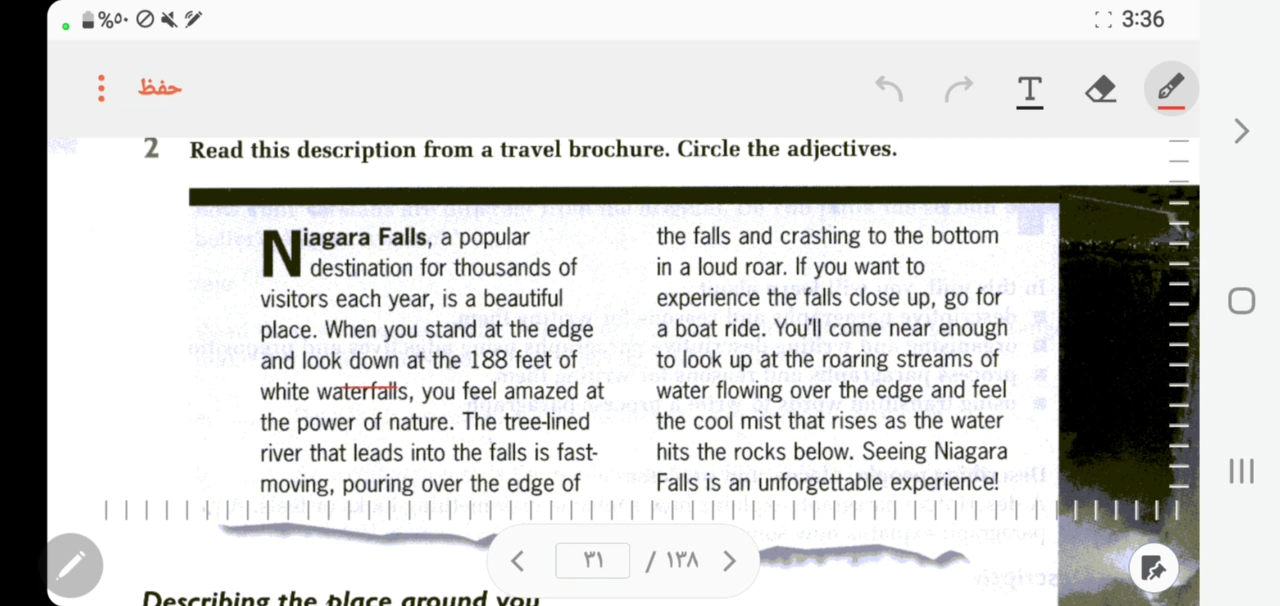 %٥٠
3:36
حفظ
T
2 Read this description from a travel brochure. Circle the adjectives.
Niagara Falls, a popular
destination for thousands of
visitors each year, is a beautiful
place. When you stand at the edge
and look down at the 188 feet of
white waterfalls, you feel amazed at
the power of nature. The tree-lined
river that leads into the falls is fast-
moving, pouring over the edge of
the falls and crashing to the bottom
in a loud roar. If you want to
experience the falls close up, go for
a boat ride. You'll come near enough
to look up at the roaring streams of
water flowing over the edge and feel
the cool mist that rises as the water
hits the rocks below. Seeing Niagara
Falls is an unforgettable experience!
٣١ / ١٣٨
Describing the place around you